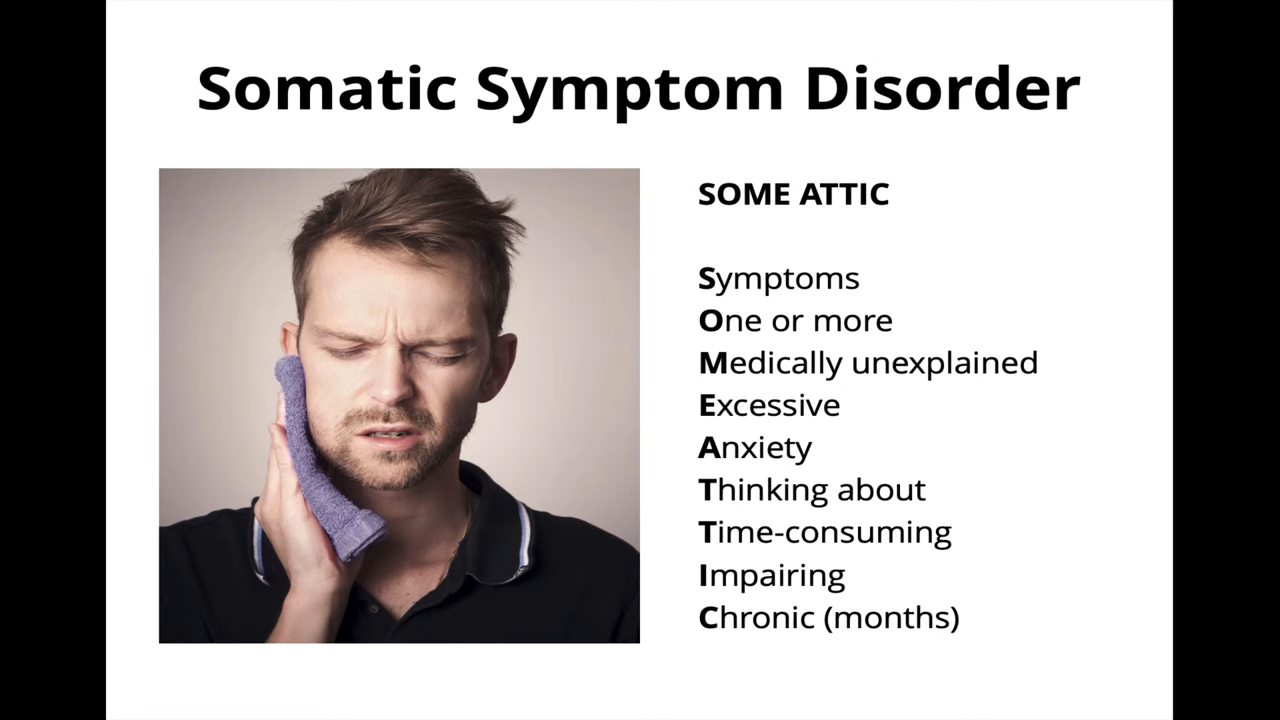 Somatic Symptom Disorder
SOME ATTIC
Symptoms
One or more
Medically unexplained
Excessive
Anxiety
Thinking about
Time-consuming
Impairing
Chronic (months)